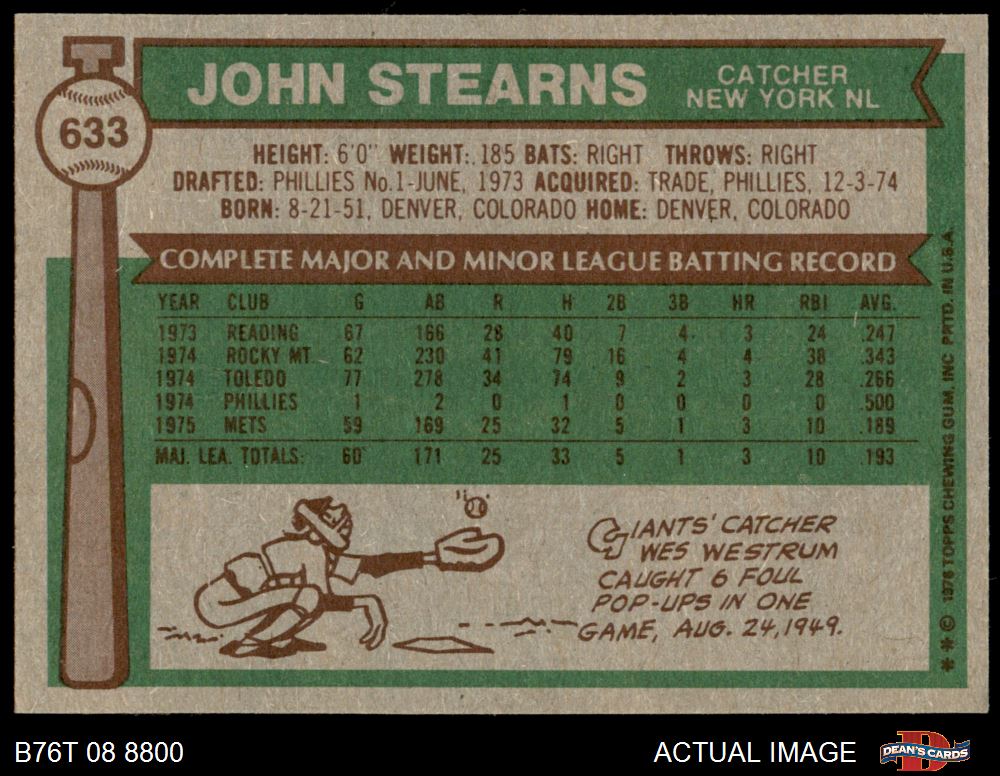 633
JOHN STEARNS
CATCHER
NEW YORK NL
HEIGHT: 6'0" WEIGHT: 185 BATS: RIGHT THROWS: RIGHT
DRAFTED: PHILLIES No.1-JUNE, 1973 ACQUIRED: TRADE, PHILLIES, 12-3-74
BORN: 8-21-51, DENVER, COLORADO HOME: DENVER, COLORADO
COMPLETE MAJOR AND MINOR LEAGUE BATTING RECORD
YEAR CLUB G AB R H 2B 3B HR RBI AVG.
1973 READING 67 166 28 40 7 4 3 24 .247
1974 ROCKY MT. 62 230 41 79 16 4 4 38 .343
1974 TOLEDO 77 278 34 74 9 2 3 28 .266
1974 PHILLIES 1 2 0 1 0 0 0 0 .500
1975 METS 59 169 25 32 5 1 3 10 .189
MAJ. LEA. TOTALS: 60 171 25 33 5 1 3 10 .193
GIANTS' CATCHER
WES WESTRUM
CAUGHT 6 FOUL
POP-UPS IN ONE
GAME, AUG. 24, 1949.
* * © 1976 TOPPS CHEWING GUM, INC. PRTD. IN U.S.A.
B76T 08 8800
ACTUAL IMAGE
D
DEAN'S CARDS